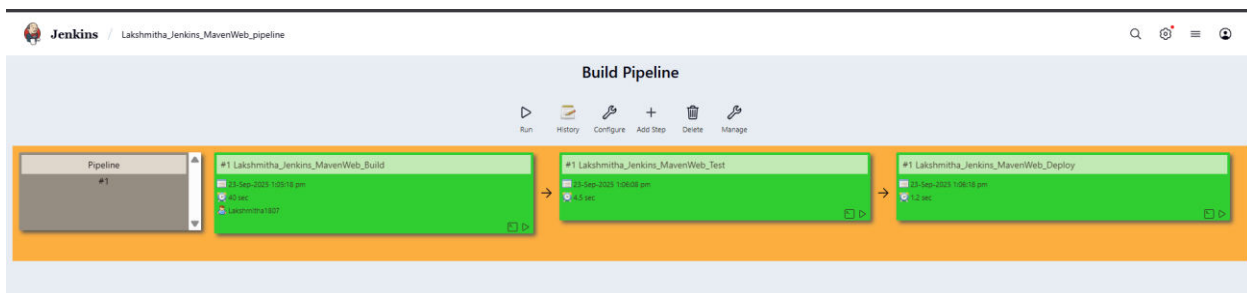 Jenkins / Lakshmitha_Jenkins_MavenWeb_pipeline
Build Pipeline
Run History Configure Add Step Delete Manage
Pipeline
#1
#1 Lakshmitha_Jenkins_MavenWeb_Build
23-Sep-2025 1:05:18 pm
40 sec
Lakshmitha1807
#1 Lakshmitha_Jenkins_MavenWeb_Test
23-Sep-2025 1:06:08 pm
4.5 sec
#1 Lakshmitha_Jenkins_MavenWeb_Deploy
23-Sep-2025 1:06:18 pm
1.2 sec